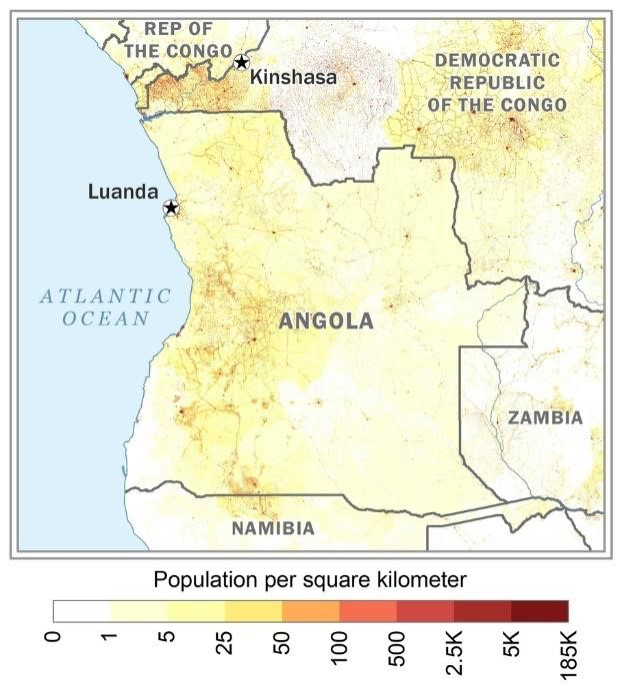 REP OF
THE CONGO
Kinshasa
DEMOCRATIC
REPUBLIC
OF THE CONGO
Luanda
ATLANTIC
OCEAN
ANGOLA
ZAMBIA
NAMIBIA
Population per square kilometer
0 1 5 25 50 100 500 2.5K 5K 185K